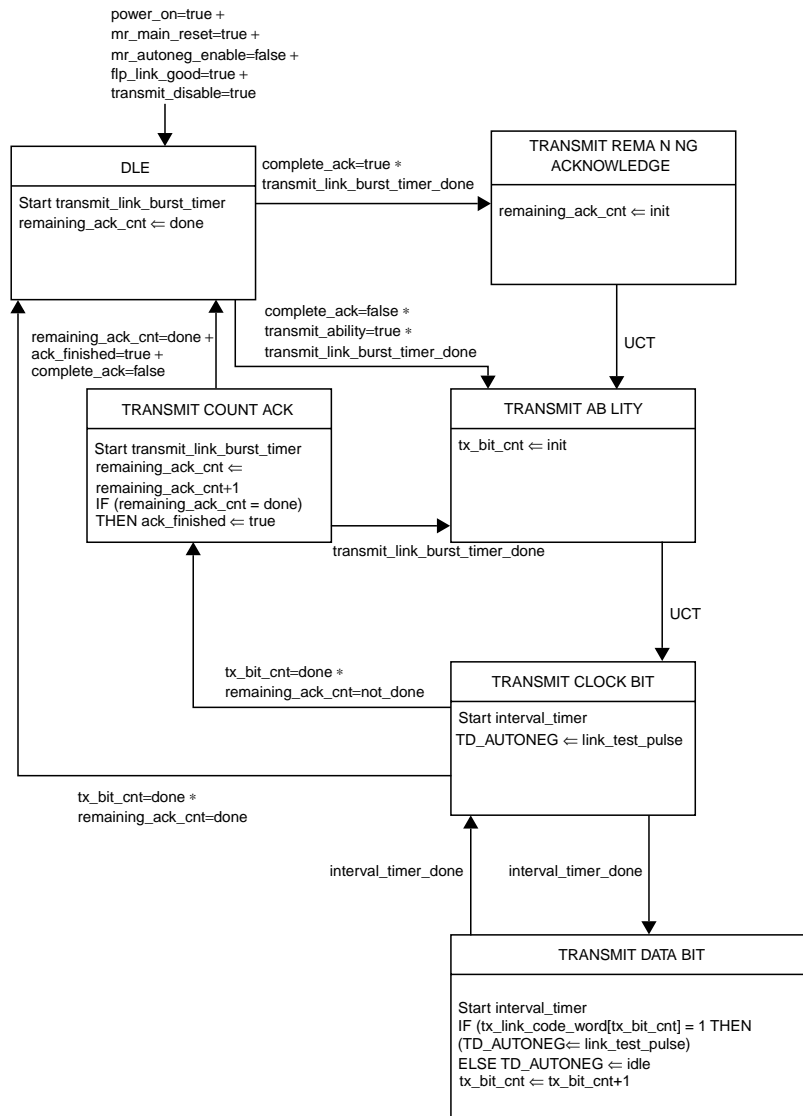 power_on=true +
mr_main_reset=true +
mr_autoneg_enable=false +
flp_link_good=true +
transmit_disable=true
DLE
Start transmit_link_burst_timer
remaining_ack_cnt ⇐ done
complete_ack=true *
transmit_link_burst_timer_done
TRANSMIT REMA N NG
ACKNOWLEDGE
remaining_ack_cnt ⇐ init
remaining_ack_cnt=done +
ack_finished=true +
complete_ack=false
complete_ack=false *
transmit_ability=true *
transmit_link_burst_timer_done
UCT
TRANSMIT COUNT ACK
Start transmit_link_burst_timer
remaining_ack_cnt ⇐
remaining_ack_cnt+1
IF (remaining_ack_cnt = done)
THEN ack_finished ⇐ true
TRANSMIT AB LITY
tx_bit_cnt ⇐ init
transmit_link_burst_timer_done
UCT
tx_bit_cnt=done *
remaining_ack_cnt=not_done
TRANSMIT CLOCK BIT
Start interval_timer
TD_AUTONEG ⇐ link_test_pulse
tx_bit_cnt=done *
remaining_ack_cnt=done
interval_timer_done
interval_timer_done
TRANSMIT DATA BIT
Start interval_timer
IF (tx_link_code_word[tx_bit_cnt] = 1 THEN
(TD_AUTONEG⇐ link_test_pulse)
ELSE TD_AUTONEG ⇐ idle
tx_bit_cnt ⇐ tx_bit_cnt+1